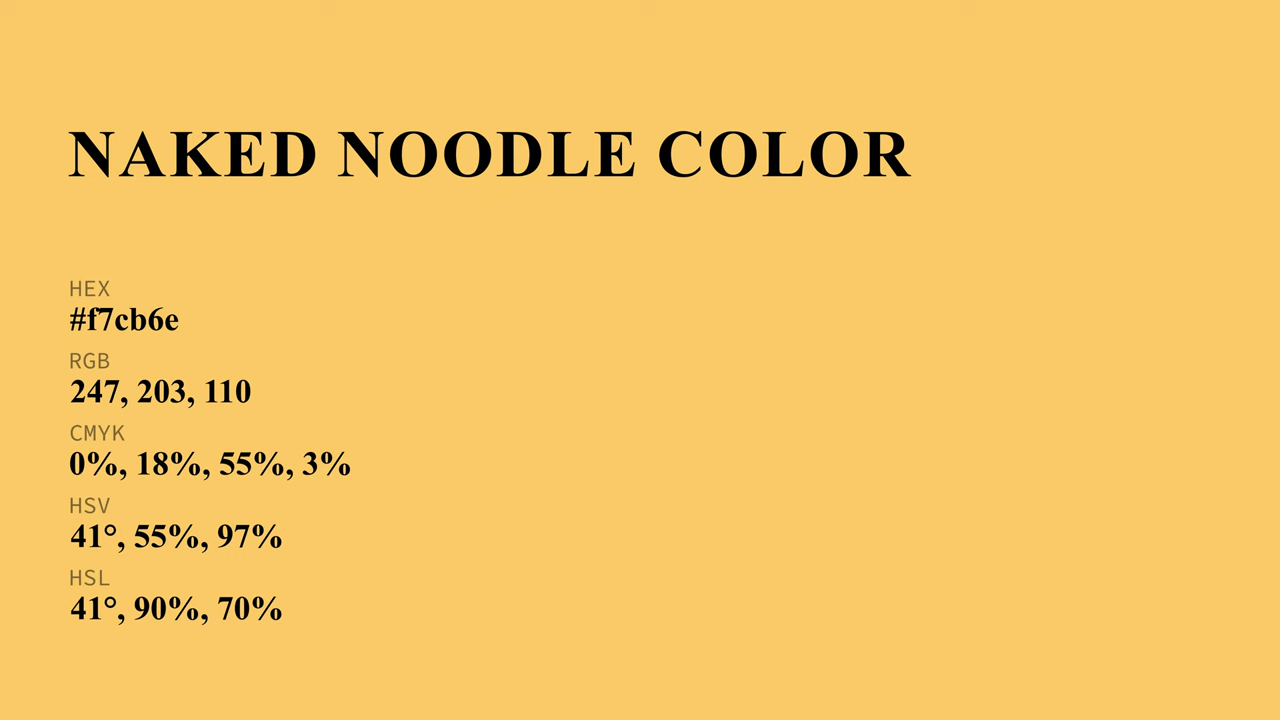 NAKED NOODLE COLOR
HEX
#f7cb6e
RGB
247, 203, 110
CMYK
0%, 18%, 55%, 3%
HSV
41°, 55%, 97%
HSL
41°, 90%, 70%